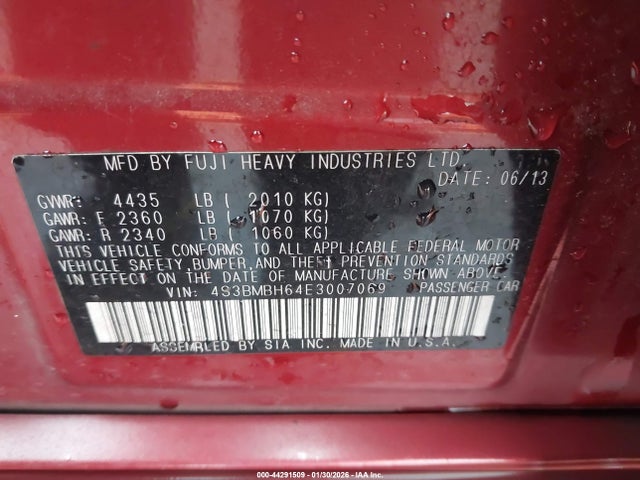 MFD BY FUJI HEAVY INDUSTRIES LTD.
DATE: 06/13
GVWR: 4435 LB ( 2010 KG)
GAWR: F 2360 LB ( 1070 KG)
GAWR: R 2340 LB ( 1060 KG)
THIS VEHICLE CONFORMS TO ALL APPLICABLE FEDERAL MOTOR
VEHICLE SAFETY, BUMPER, AND THEFT PREVENTION STANDARDS
IN EFFECT ON THE DATE OF MANUFACTURE SHOWN ABOVE.
VIN: 4S3BMBH64E3007069 PASSENGER CAR
ASSEMBLED BY SIA INC. MADE IN U.S.A.
000-44291509 - 01/30/2026 - IAA Inc.